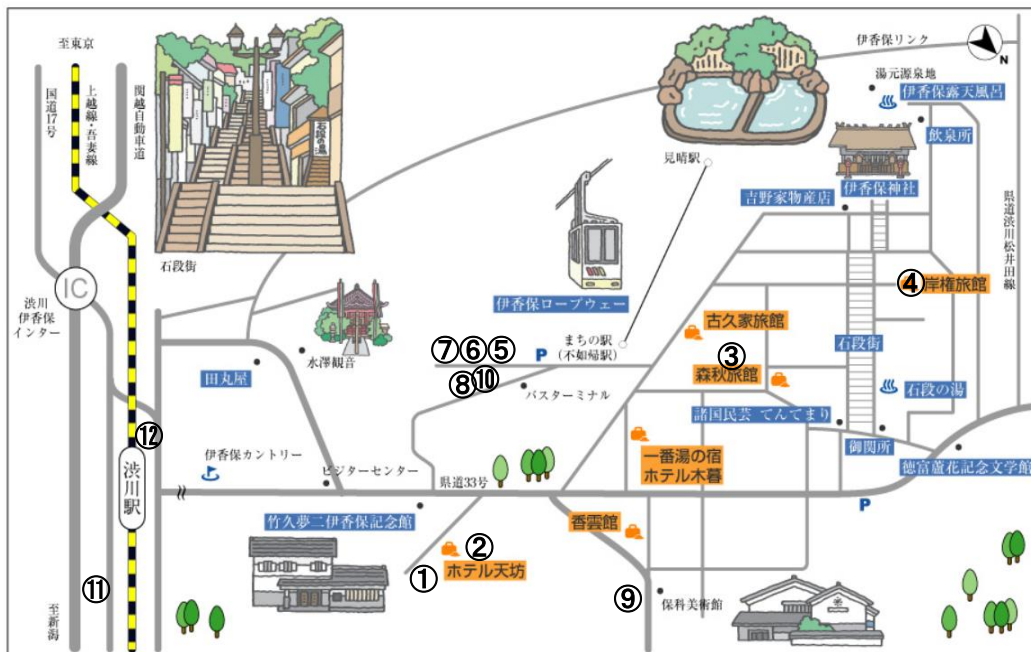 至東京
国道17号
上越線・吾妻線
関越自動車道
石段街
伊香保リンク
N
湯元源泉地
伊香保露天風呂
飲泉所
見晴駅
伊香保神社
吉野家物産店
県道渋川松井田線
IC
渋川
伊香保
インター
水澤観音
田丸屋
伊香保ロープウェー
まちの駅
(不如帰駅)
P
⑦⑥⑤
⑧⑩
バスターミナル
古久家旅館
③
森秋旅館
④岸権旅館
石段街
石段の湯
諸国民芸 てんてまり
御関所
徳冨蘆花記念文学館
一番湯の宿
ホテル木暮
⑫
渋川駅
伊香保カントリー
ビジターセンター
県道33号
P
竹久夢二伊香保記念館
香雲館
②
ホテル天坊
①
⑨
保科美術館
⑪
至新潟